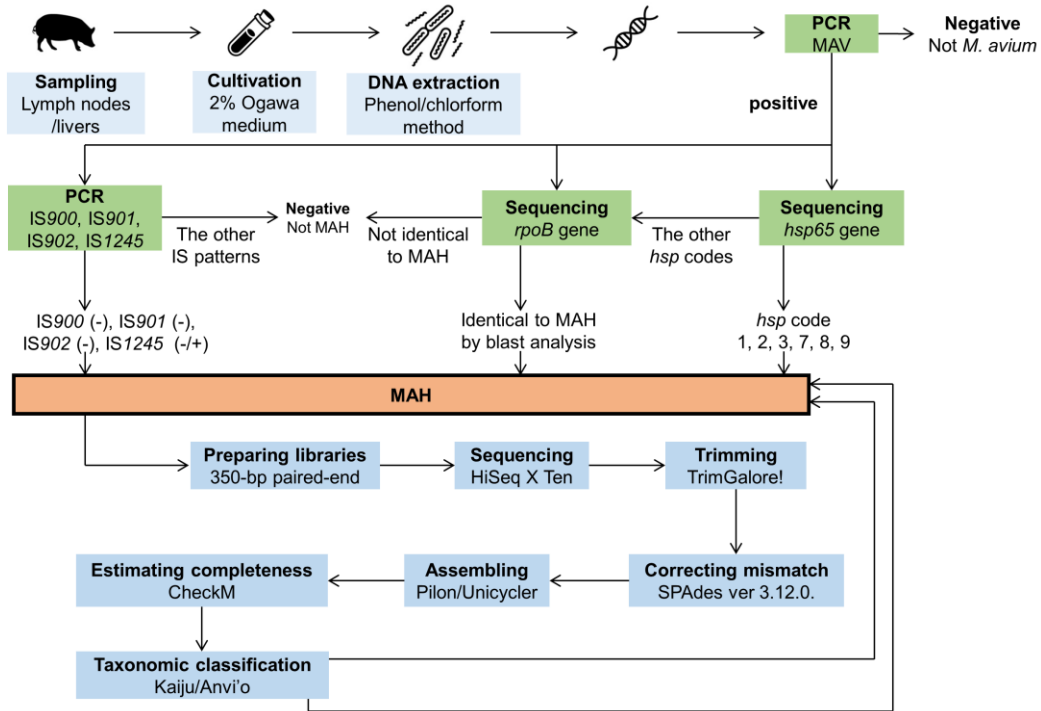 Sampling
Lymph nodes
/livers
Cultivation
2% Ogawa
medium
DNA extraction
Phenol/chlorform
method
PCR
MAV
Negative
Not M. avium
positive
PCR
IS900, IS901,
IS902, IS1245
The other
IS patterns
Negative
Not MAH
Not identical
to MAH
Sequencing
rpoB gene
The other
hsp codes
Sequencing
hsp65 gene
IS900 (-), IS901 (-),
IS902 (-), IS1245 (-/+)
Identical to MAH
by blast analysis
hsp code
1, 2, 3, 7, 8, 9
MAH
Preparing libraries
350-bp paired-end
Sequencing
HiSeq X Ten
Trimming
TrimGalore!
Estimating completeness
CheckM
Assembling
Pilon/Unicycler
Correcting mismatch
SPAdes ver 3.12.0.
Taxonomic classification
Kaiju/Anvi'o